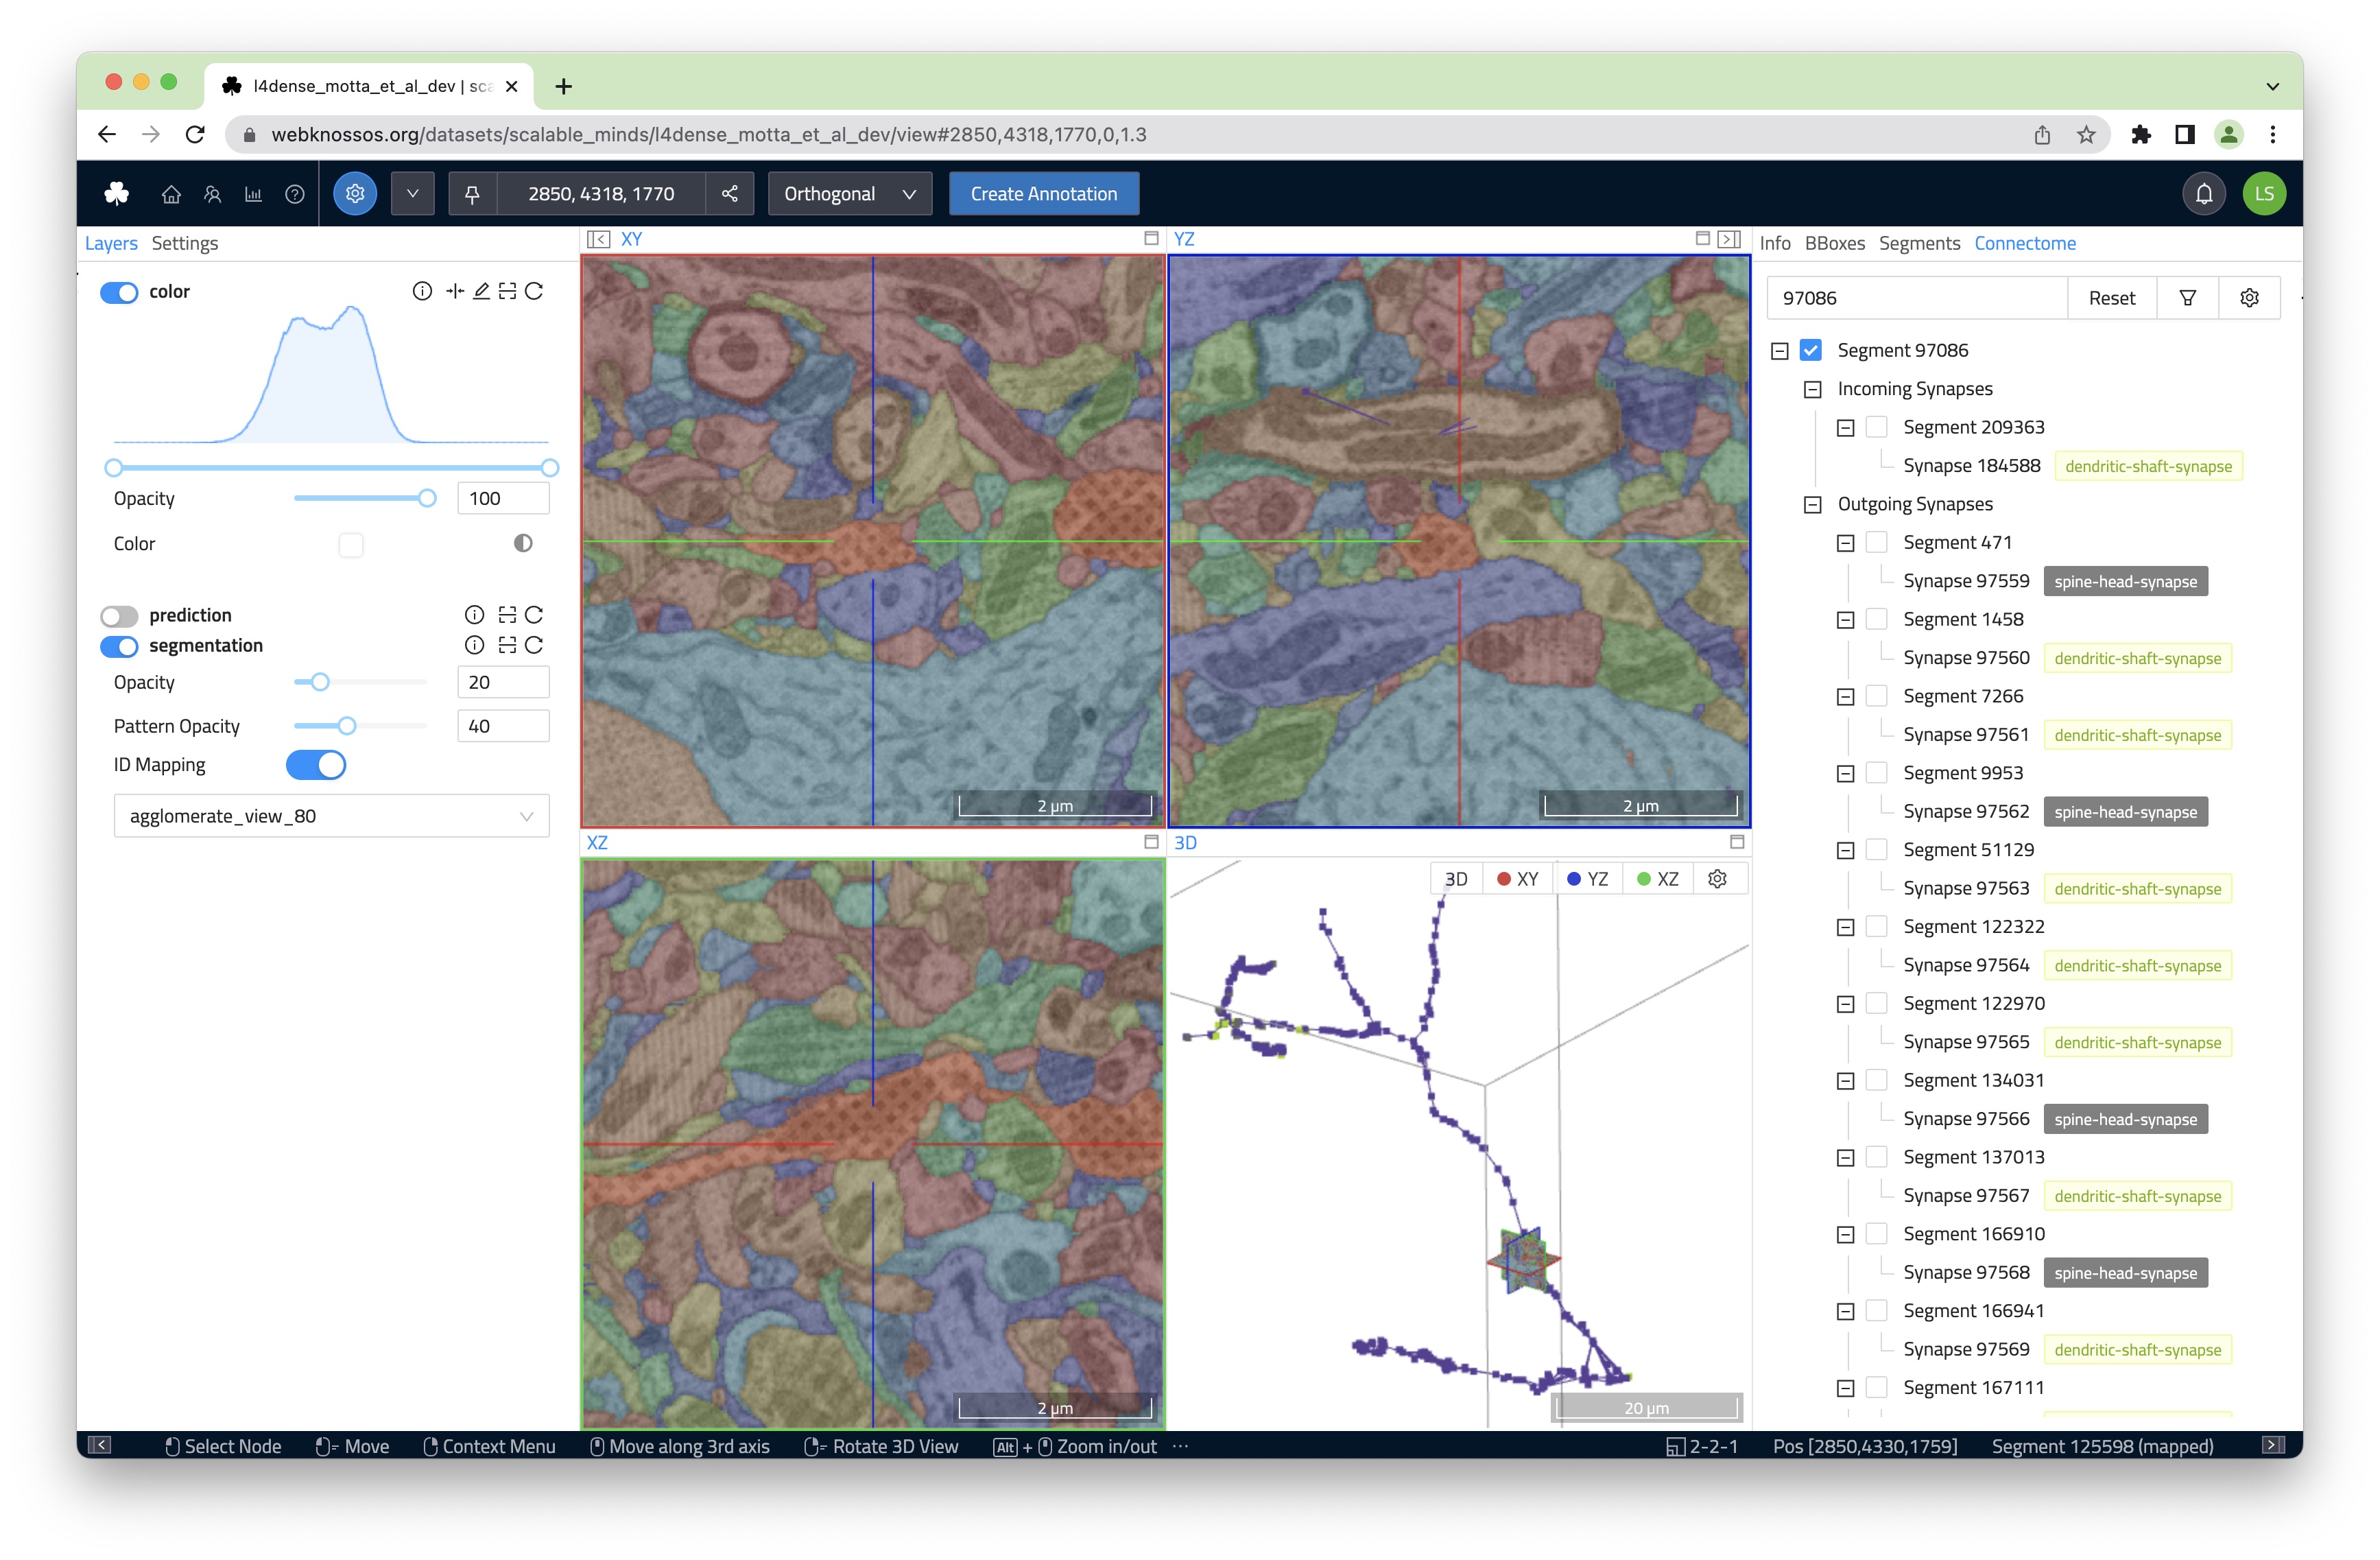 l4dense_motta_et_al_dev | sca
webknossos.org/datasets/scalable_minds/l4dense_motta_et_al_dev/view#2850,4318,1770,0,1.3
2850, 4318, 1770
Orthogonal
Create Annotation
LS
Layers Settings
color
Opacity 100
Color
prediction
segmentation
Opacity 20
Pattern Opacity 40
ID Mapping
agglomerate_view_80
XY
2 µm
YZ
2 µm
XZ
2 µm
3D
3D XY YZ XZ
20 µm
Info BBoxes Segments Connectome
97086 Reset
Segment 97086
Incoming Synapses
Segment 209363
Synapse 184588 dendritic-shaft-synapse
Outgoing Synapses
Segment 471
Synapse 97559 spine-head-synapse
Segment 1458
Synapse 97560 dendritic-shaft-synapse
Segment 7266
Synapse 97561 dendritic-shaft-synapse
Segment 9953
Synapse 97562 spine-head-synapse
Segment 51129
Synapse 97563 dendritic-shaft-synapse
Segment 122322
Synapse 97564 dendritic-shaft-synapse
Segment 122970
Synapse 97565 dendritic-shaft-synapse
Segment 134031
Synapse 97566 spine-head-synapse
Segment 137013
Synapse 97567 dendritic-shaft-synapse
Segment 166910
Synapse 97568 spine-head-synapse
Segment 166941
Synapse 97569 dendritic-shaft-synapse
Segment 167111
Select Node Move Context Menu Move along 3rd axis Rotate 3D View Alt + Zoom in/out ··· 2-2-1 Pos [2850,4330,1759] Segment 125598 (mapped)